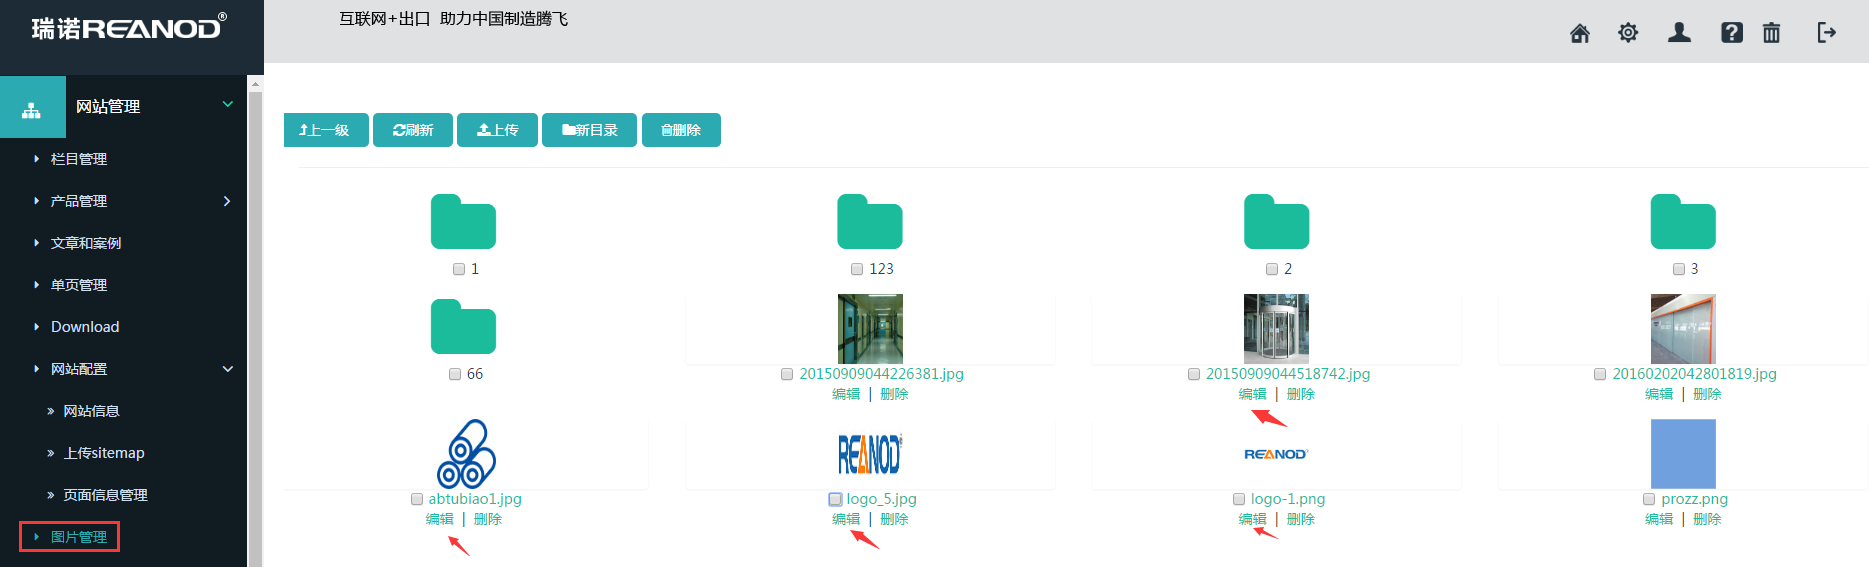 瑞诺REANOD®
互联网+出口 助力中国制造腾飞
网站管理
栏目管理
产品管理
文章和案例
单页管理
Download
网站配置
网站信息
上传sitemap
页面信息管理
图片管理
上一级 刷新 上传 新目录 删除
1 123 2 3
66 20150909044226381.jpg 20150909044518742.jpg 20160202042801819.jpg
编辑 | 删除 编辑 | 删除 编辑 | 删除
REANOD REANOD
abtubiao1.jpg logo_5.jpg logo-1.png prozz.png
编辑 | 删除 编辑 | 删除 编辑 | 删除 编辑 | 删除